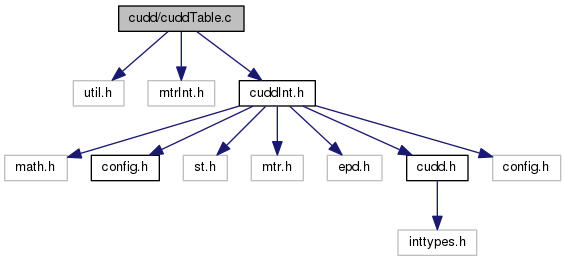 cudd/cuddTable.c
util.h
mtrInt.h
cuddInt.h
math.h
config.h
st.h
mtr.h
epd.h
cudd.h
config.h
inttypes.h